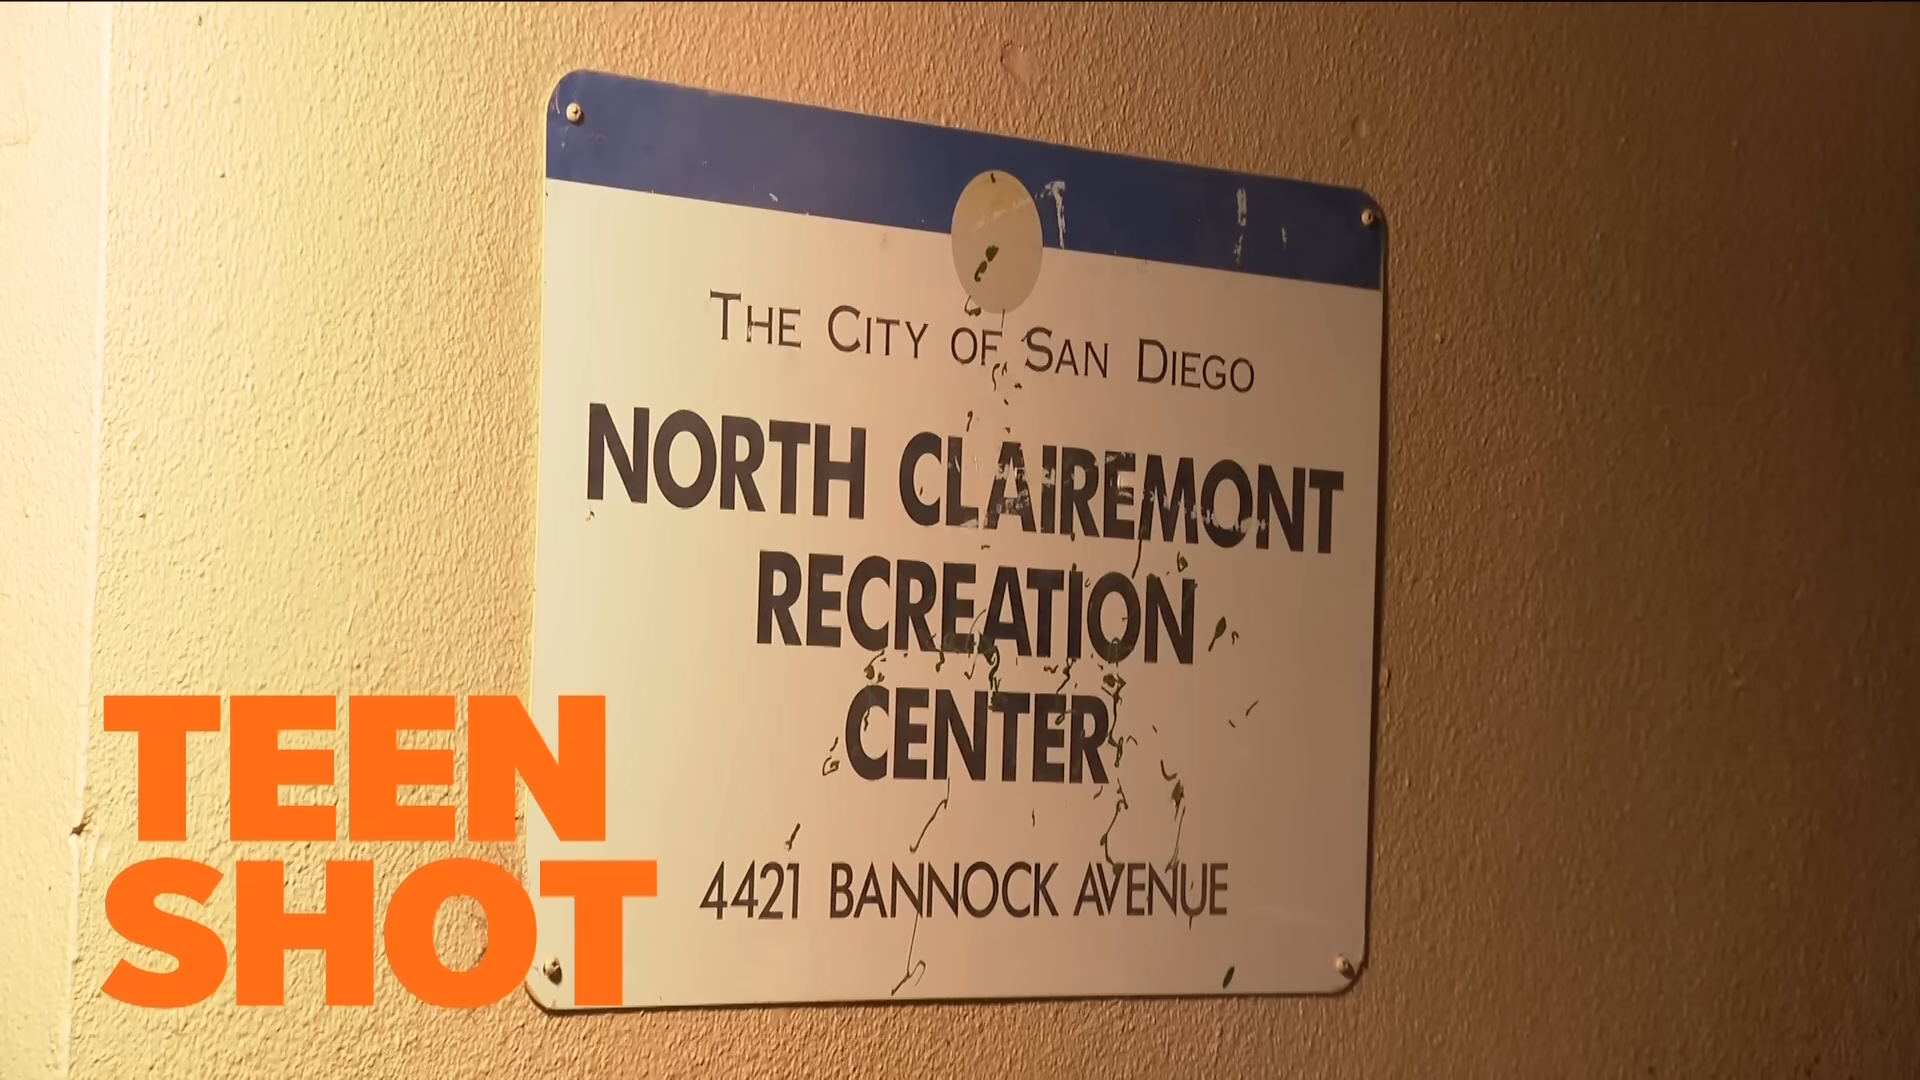 THE CITY OF SAN DIEGO
NORTH CLAIREMONT
RECREATION
CENTER
4421 BANNOCK AVENUE
TEEN
SHOT